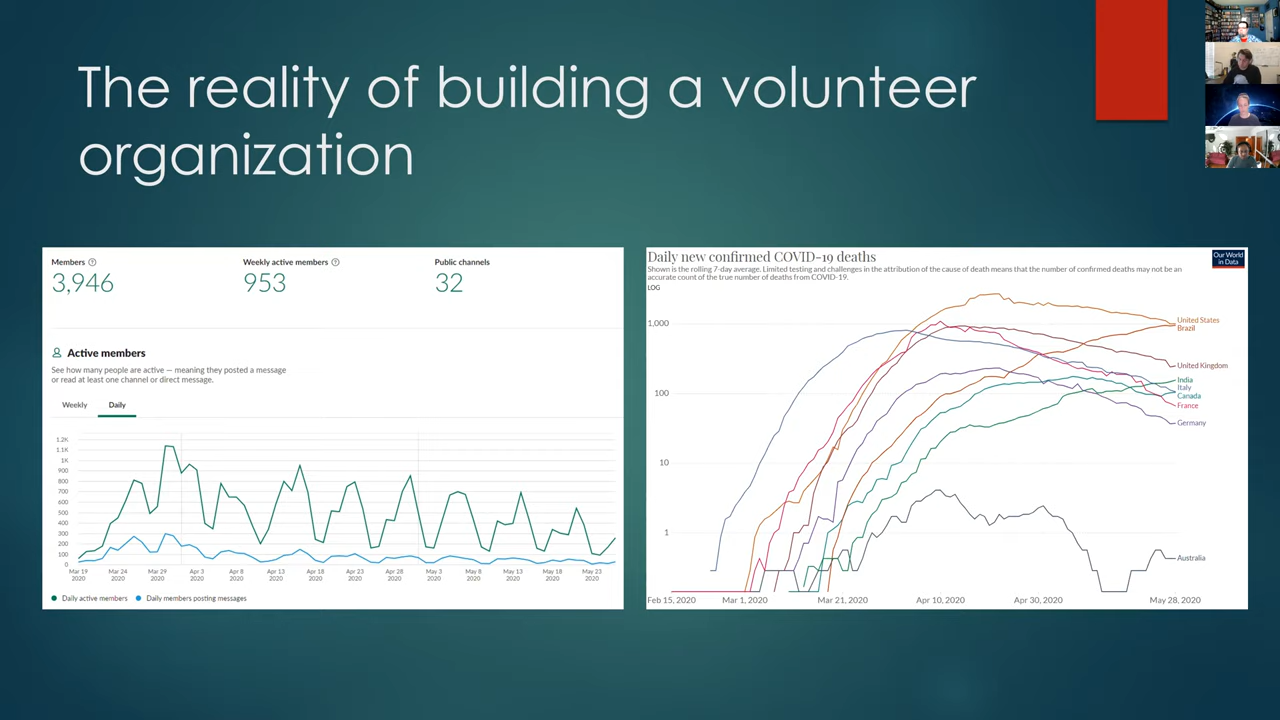 The reality of building a volunteer
organization
Members
3,946
Weekly active members
953
Public channels
32
Active members
See how many people are active — meaning they posted a message
or read at least one channel or direct message.
Weekly
Daily
1.2K
1.1K
1K
900
800
700
600
500
400
300
200
100
0
Mar 19
2020
Mar 24
2020
Mar 29
2020
Apr 3
2020
Apr 8
2020
Apr 13
2020
Apr 18
2020
Apr 23
2020
Apr 28
2020
May 3
2020
May 8
2020
May 13
2020
May 18
2020
May 23
2020
Daily active members
Daily members posting messages
Daily new confirmed COVID-19 deaths
Shown is the rolling 7-day average. Limited testing and challenges in the attribution of the cause of death means that the number of confirmed deaths may not be an
accurate count of the true number of deaths from COVID-19.
LOG
Our World
in Data
1,000
100
10
1
United States
Brazil
United Kingdom
India
Italy
Canada
France
Germany
Australia
Feb 15, 2020
Mar 1, 2020
Mar 21, 2020
Apr 10, 2020
Apr 30, 2020
May 28, 2020